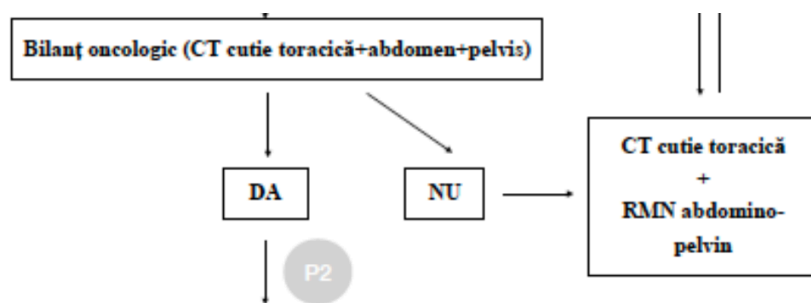 Bilanț oncologic (CT cutie toracică+abdomen+pelvis)
DA
NU
CT cutie toracică
+
RMN abdomino-
pelvin
P2